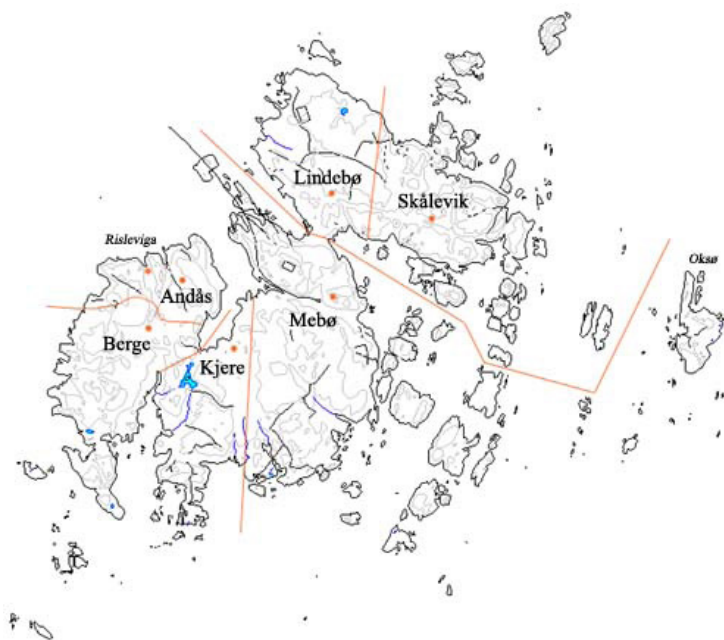 Lindebø
Skålevik
Risleviga
Oksø
Andås
Mebø
Berge
Kjere